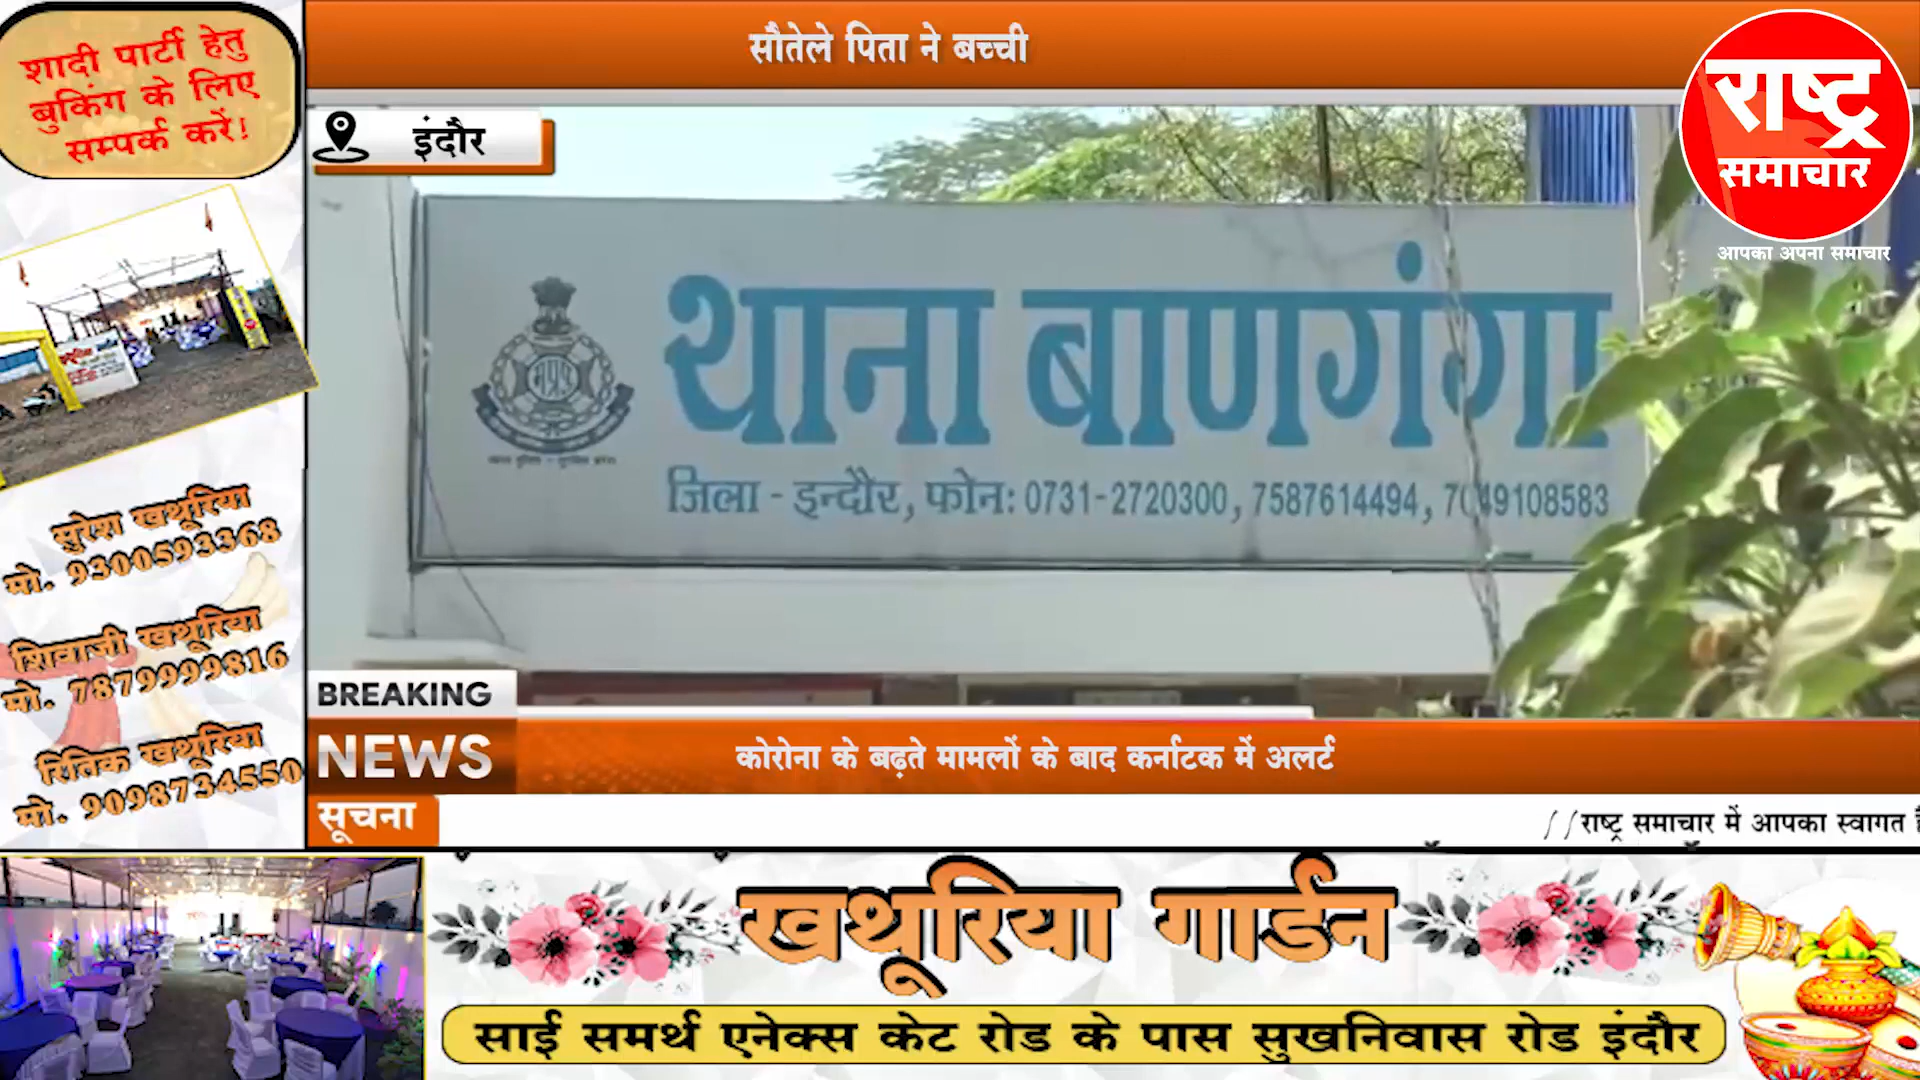 शादी पार्टी हेतु
बुकिंग के लिए
सम्पर्क करें!
सौतेले पिता ने बच्ची
राष्ट्र
समाचार
आपका अपना समाचार
इंदौर
थाना बाणगंगा
जिला - इन्दौर, फोन: 0731-2720300, 7587614494, 7049108583
सुरेश खथूरिया
मो. 9300593368
शिवाजी खथूरिया
मो. 7879999816
रितिक खथूरिया
मो. 9098734550
BREAKING
NEWS
कोरोना के बढ़ते मामलों के बाद कर्नाटक में अलर्ट
सूचना
//राष्ट्र समाचार में आपका स्वागत
खथूरिया गार्डन
साई समर्थ एनेक्स केट रोड के पास सुखनिवास रोड इंदौर